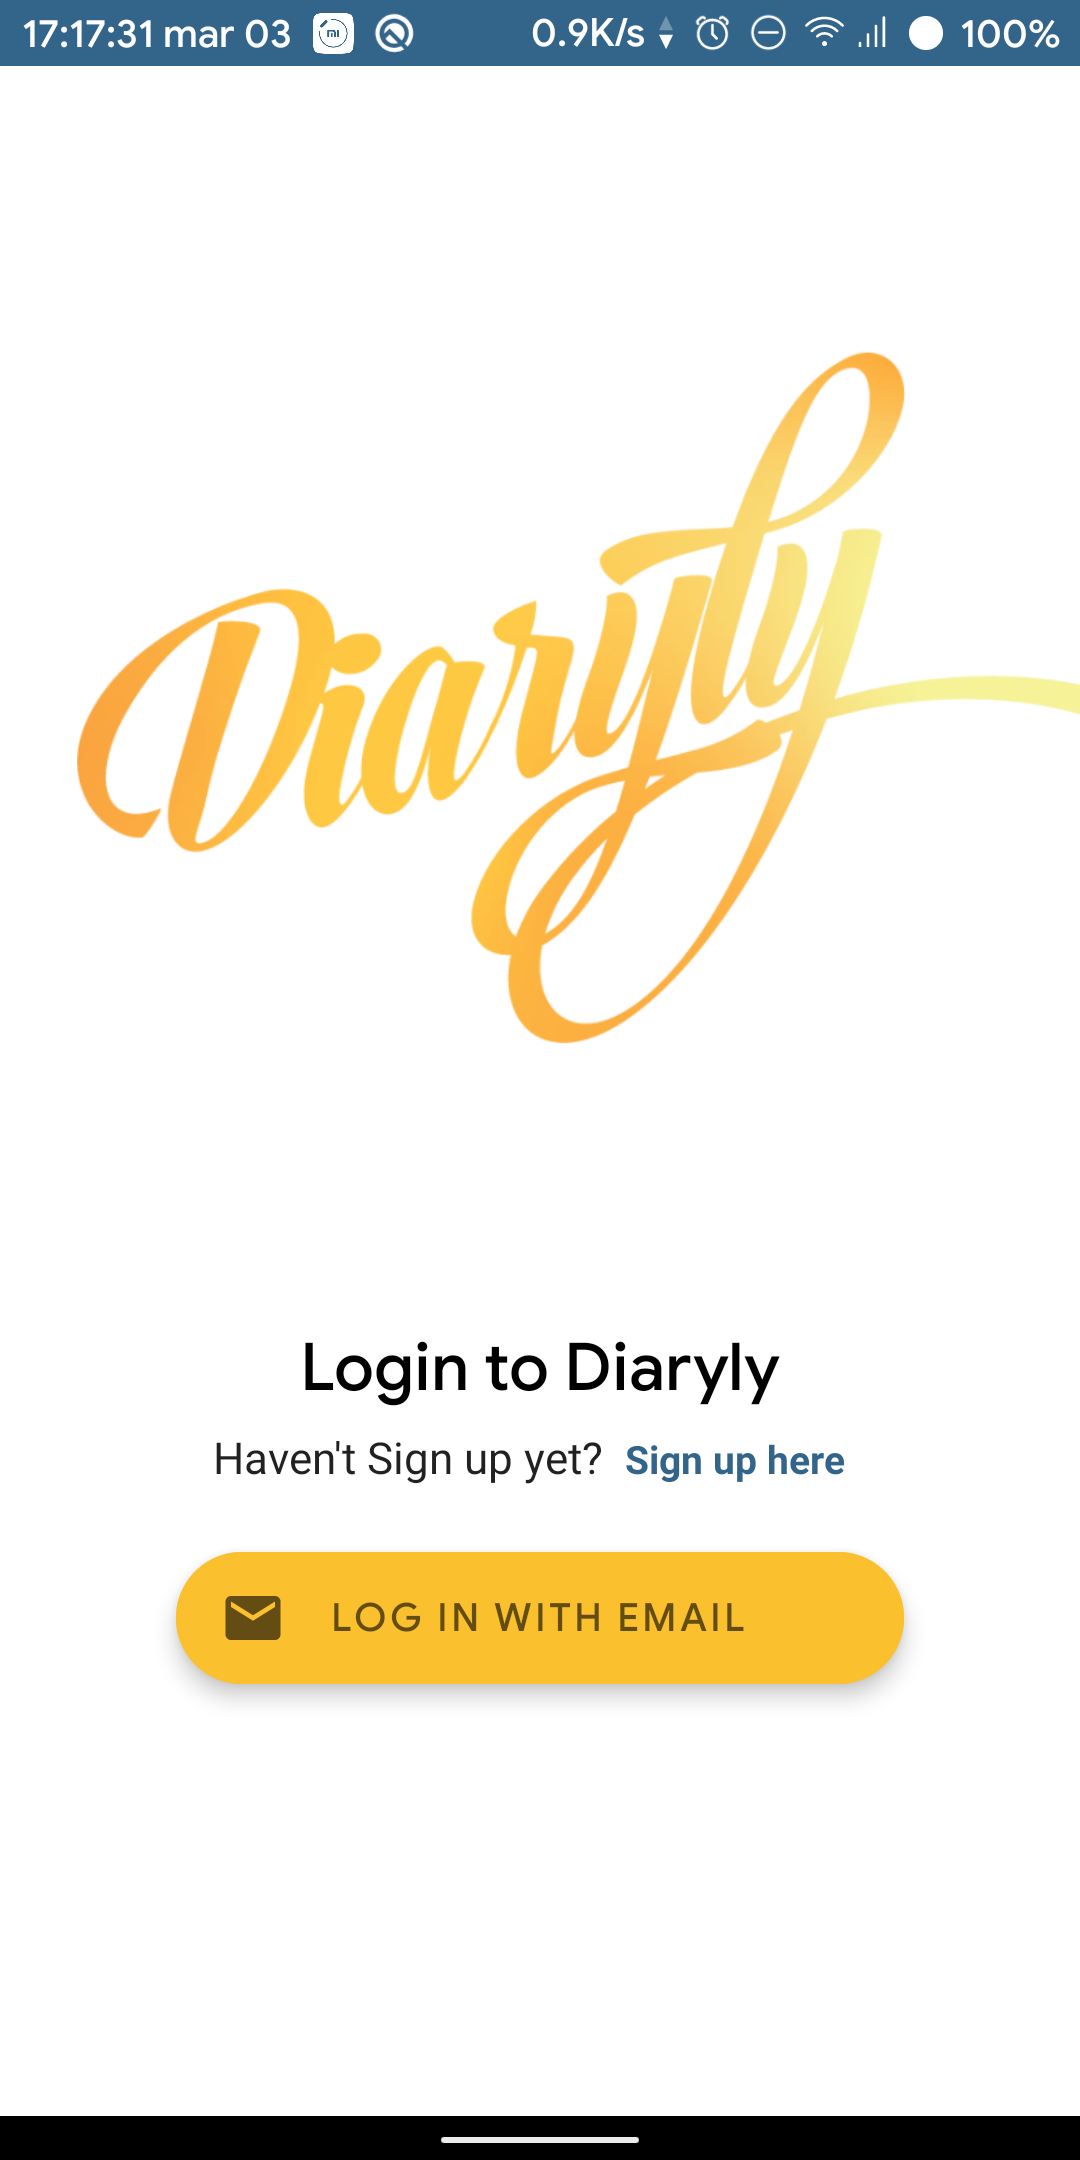 17:17:31 mar 03 0.9K/s 100%
Diaryly
Login to Diaryly
Haven't Sign up yet? Sign up here
LOG IN WITH EMAIL